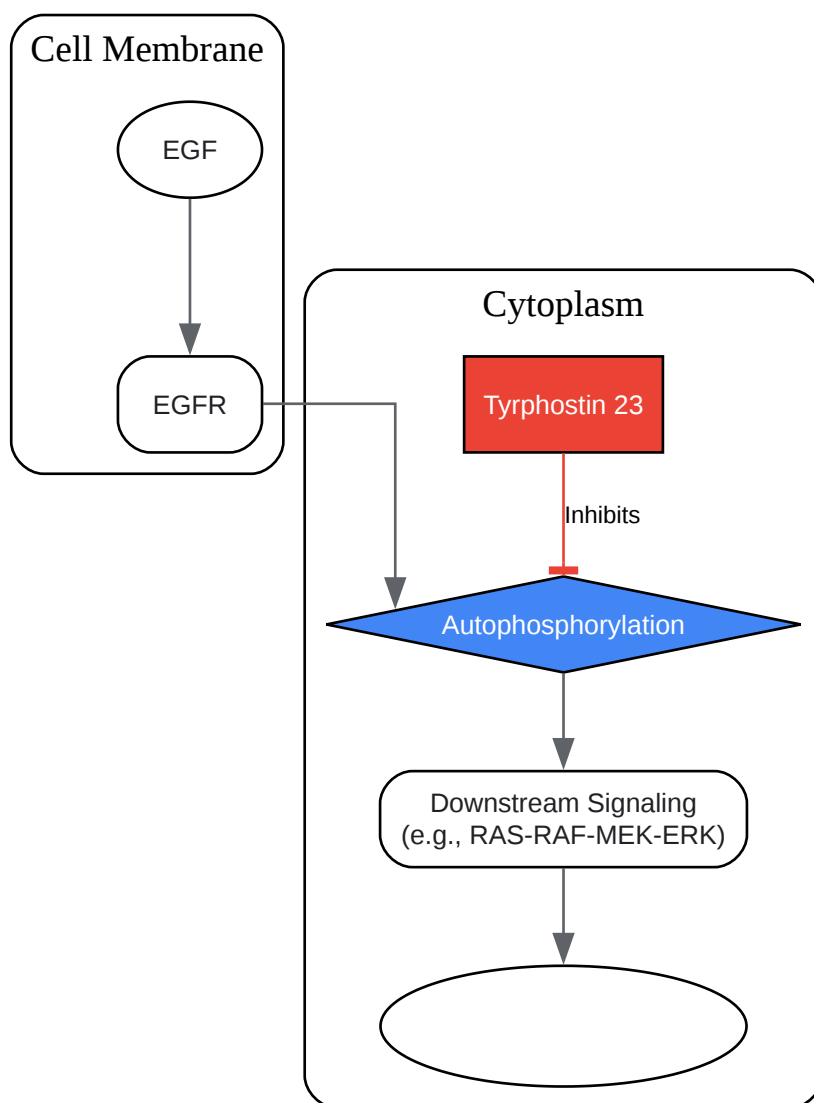 Cell Membrane
EGF
EGFR
Cytoplasm
Tyrphostin 23
Inhibits
Autophosphorylation
Downstream Signaling
(e.g., RAS-RAF-MEK-ERK)